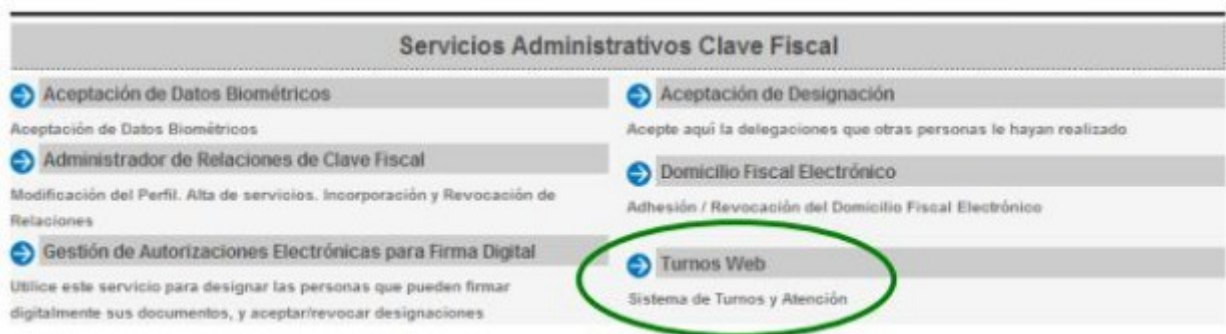 Servicios Administrativos Clave Fiscal
Aceptación de Datos Biométricos
Aceptación de Datos Biométricos
Administrador de Relaciones de Clave Fiscal
Modificación del Perfil. Alta de servicios. Incorporación y Revocación de
Relaciones
Gestión de Autorizaciones Electrónicas para Firma Digital
Utilice este servicio para designar las personas que pueden firmar
digitalmente sus documentos, y aceptar/revocar designaciones
Aceptación de Designación
Acepte aquí la delegaciones que otras personas le hayan realizado
Domicilio Fiscal Electrónico
Adhesión / Revocación del Domicilio Fiscal Electrónico
Turnos Web
Sistema de Turnos y Atención